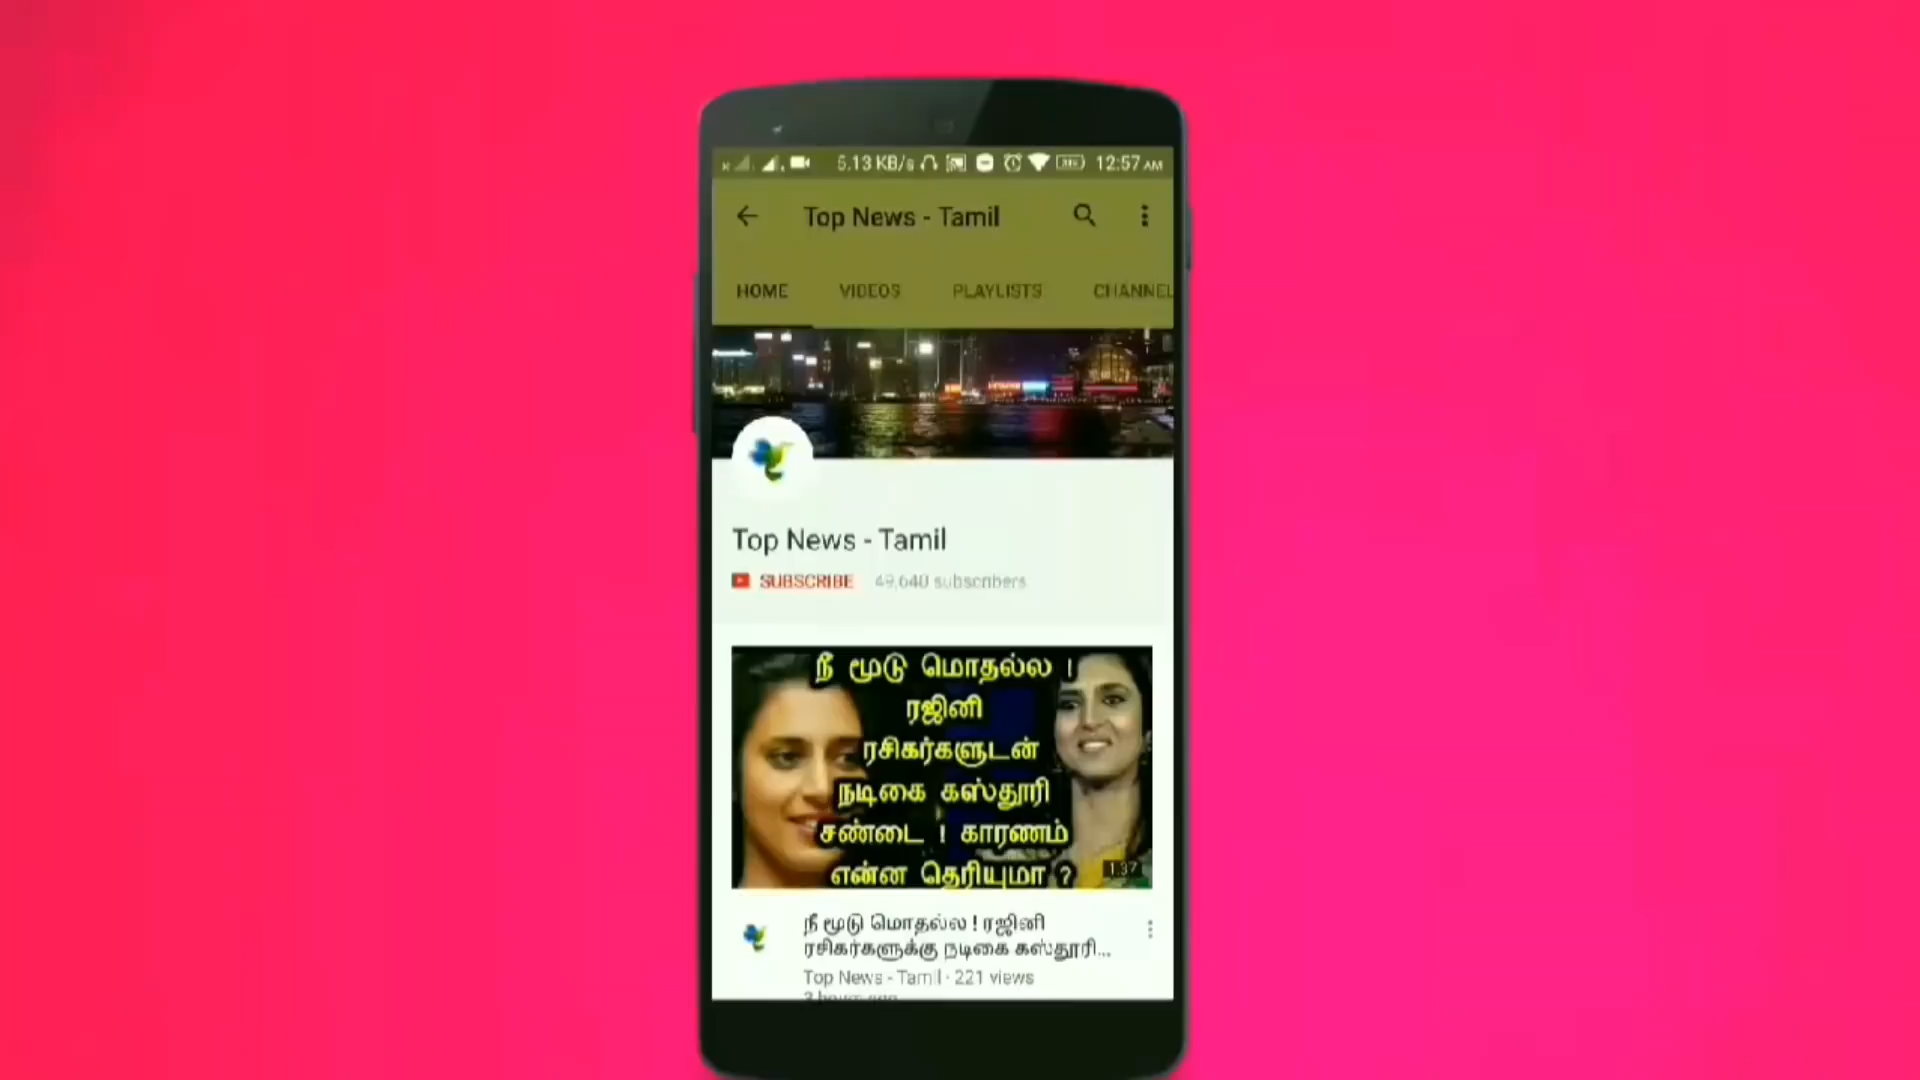 5.13 KB/s 12:57 AM
Top News - Tamil
HOME VIDEOS PLAYLISTS CHANNEL
Top News - Tamil
SUBSCRIBE 49,640 subscribers
நீ மூடு மொதல்ல !
ரஜினி
ரசிகர்களுடன்
நடிகை கஸ்தூரி
சண்டை ! காரணம்
என்ன தெரியுமா ?
1:37
நீ மூடு மொதல்ல ! ரஜினி
ரசிகர்களுக்கு நடிகை கஸ்தூரி...
Top News - Tamil · 221 views